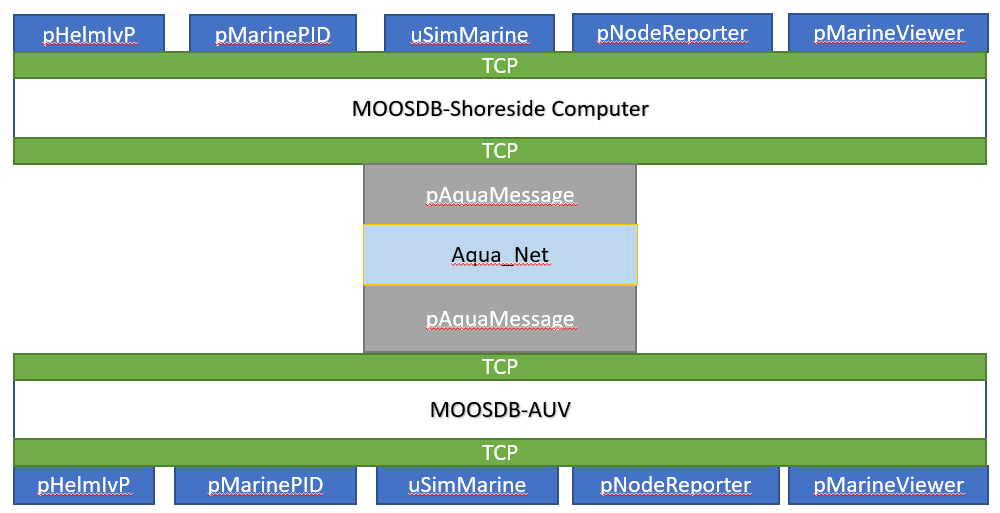 pHelmIvP pMarinePID uSimMarine pNodeReporter pMarineViewer
TCP
MOOSDB-Shoreside Computer
TCP
pAquaMessage
Aqua_Net
pAquaMessage
TCP
MOOSDB-AUV
TCP
pHelmIvP pMarinePID uSimMarine pNodeReporter pMarineViewer